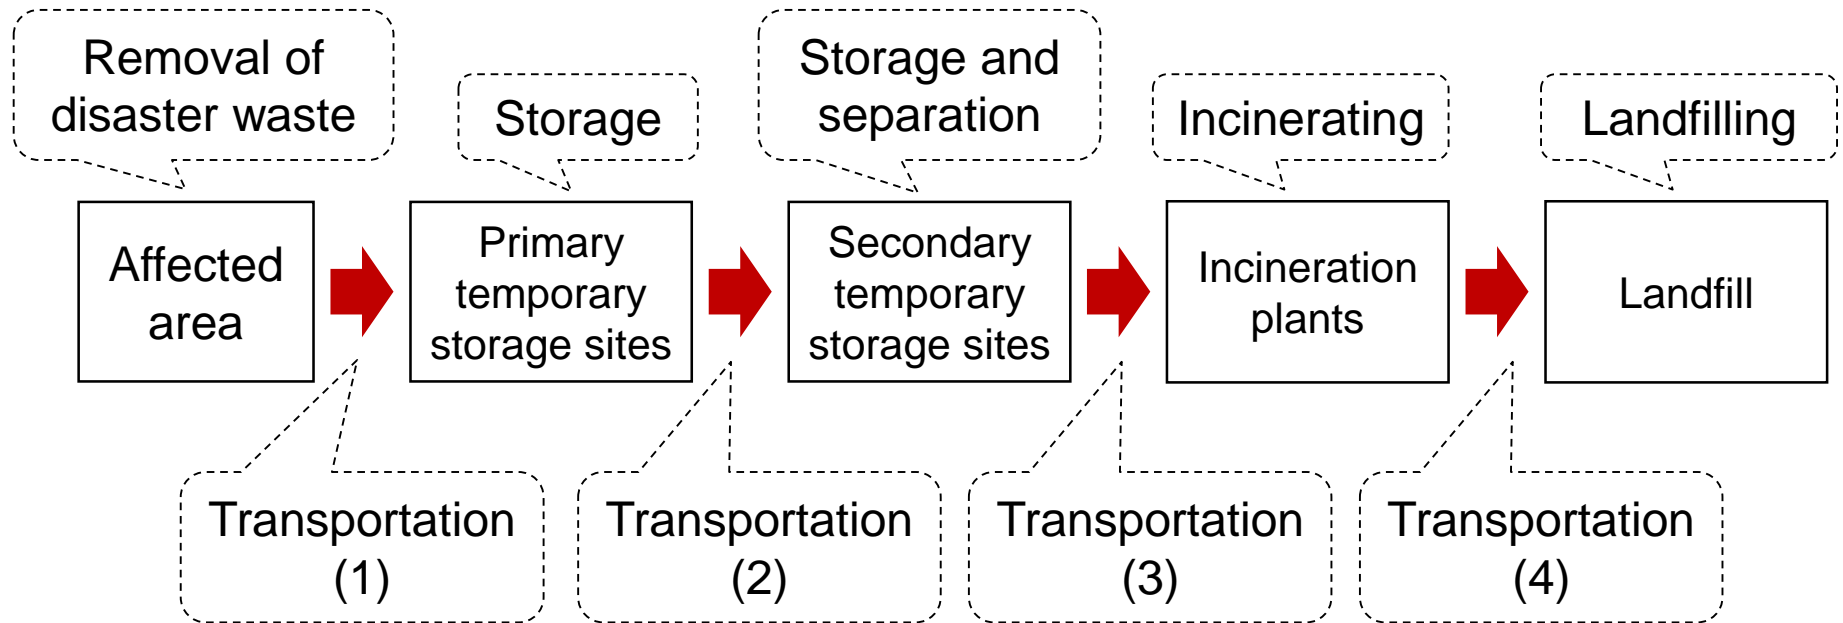 Removal of
disaster waste
Storage
Storage and
separation
Incinerating
Landfilling
Affected
area
Primary
temporary
storage sites
Secondary
temporary
storage sites
Incineration
plants
Landfill
Transportation
(1)
Transportation
(2)
Transportation
(3)
Transportation
(4)